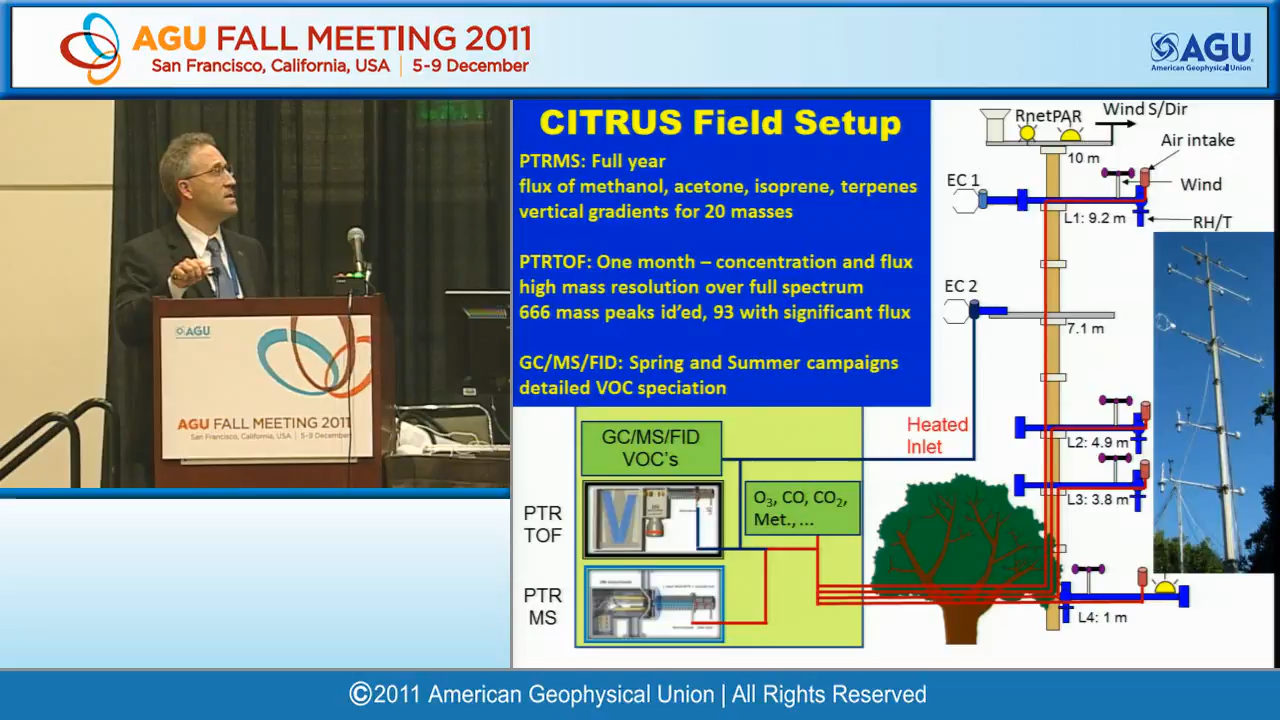 AGU FALL MEETING 2011
San Francisco, California, USA | 5-9 December
AGU
American Geophysical Union
AGU
AGU FALL MEETING 2011
San Francisco, California, USA | 5-9 December
CITRUS Field Setup
PTRMS: Full year
flux of methanol, acetone, isoprene, terpenes
vertical gradients for 20 masses
PTRTOF: One month – concentration and flux
high mass resolution over full spectrum
666 mass peaks id'ed, 93 with significant flux
GC/MS/FID: Spring and Summer campaigns
detailed VOC speciation
RnetPAR
Wind S/Dir
10 m
Air intake
EC 1
Wind
L1: 9.2 m
RH/T
EC 2
7.1 m
Heated
Inlet
L2: 4.9 m
L3: 3.8 m
L4: 1 m
GC/MS/FID
VOC's
O₃, CO, CO₂,
Met., ...
PTR
TOF
V
PTR
MS
©2011 American Geophysical Union | All Rights Reserved